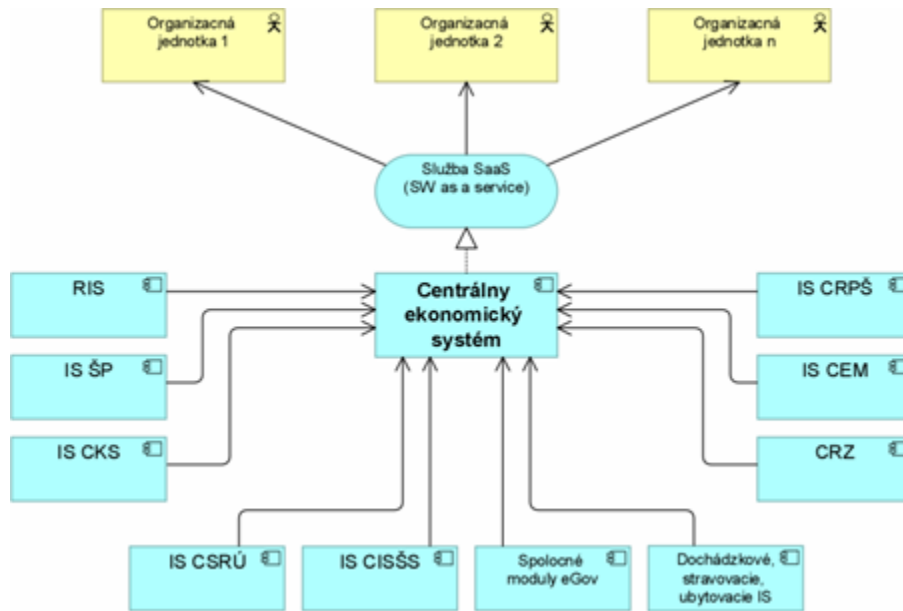 Organizacná
jednotka 1
Organizacná
jednotka 2
Organizacná
jednotka n
Služba SaaS
(SW as a service)
RIS
Centrálny
ekonomický
systém
IS CRPŠ
IS ŠP
IS CEM
IS CKS
CRZ
IS CSRÚ
IS CISŠS
Spolocné
moduly eGov
Dochádzkové,
stravovacie,
ubytovacie IS